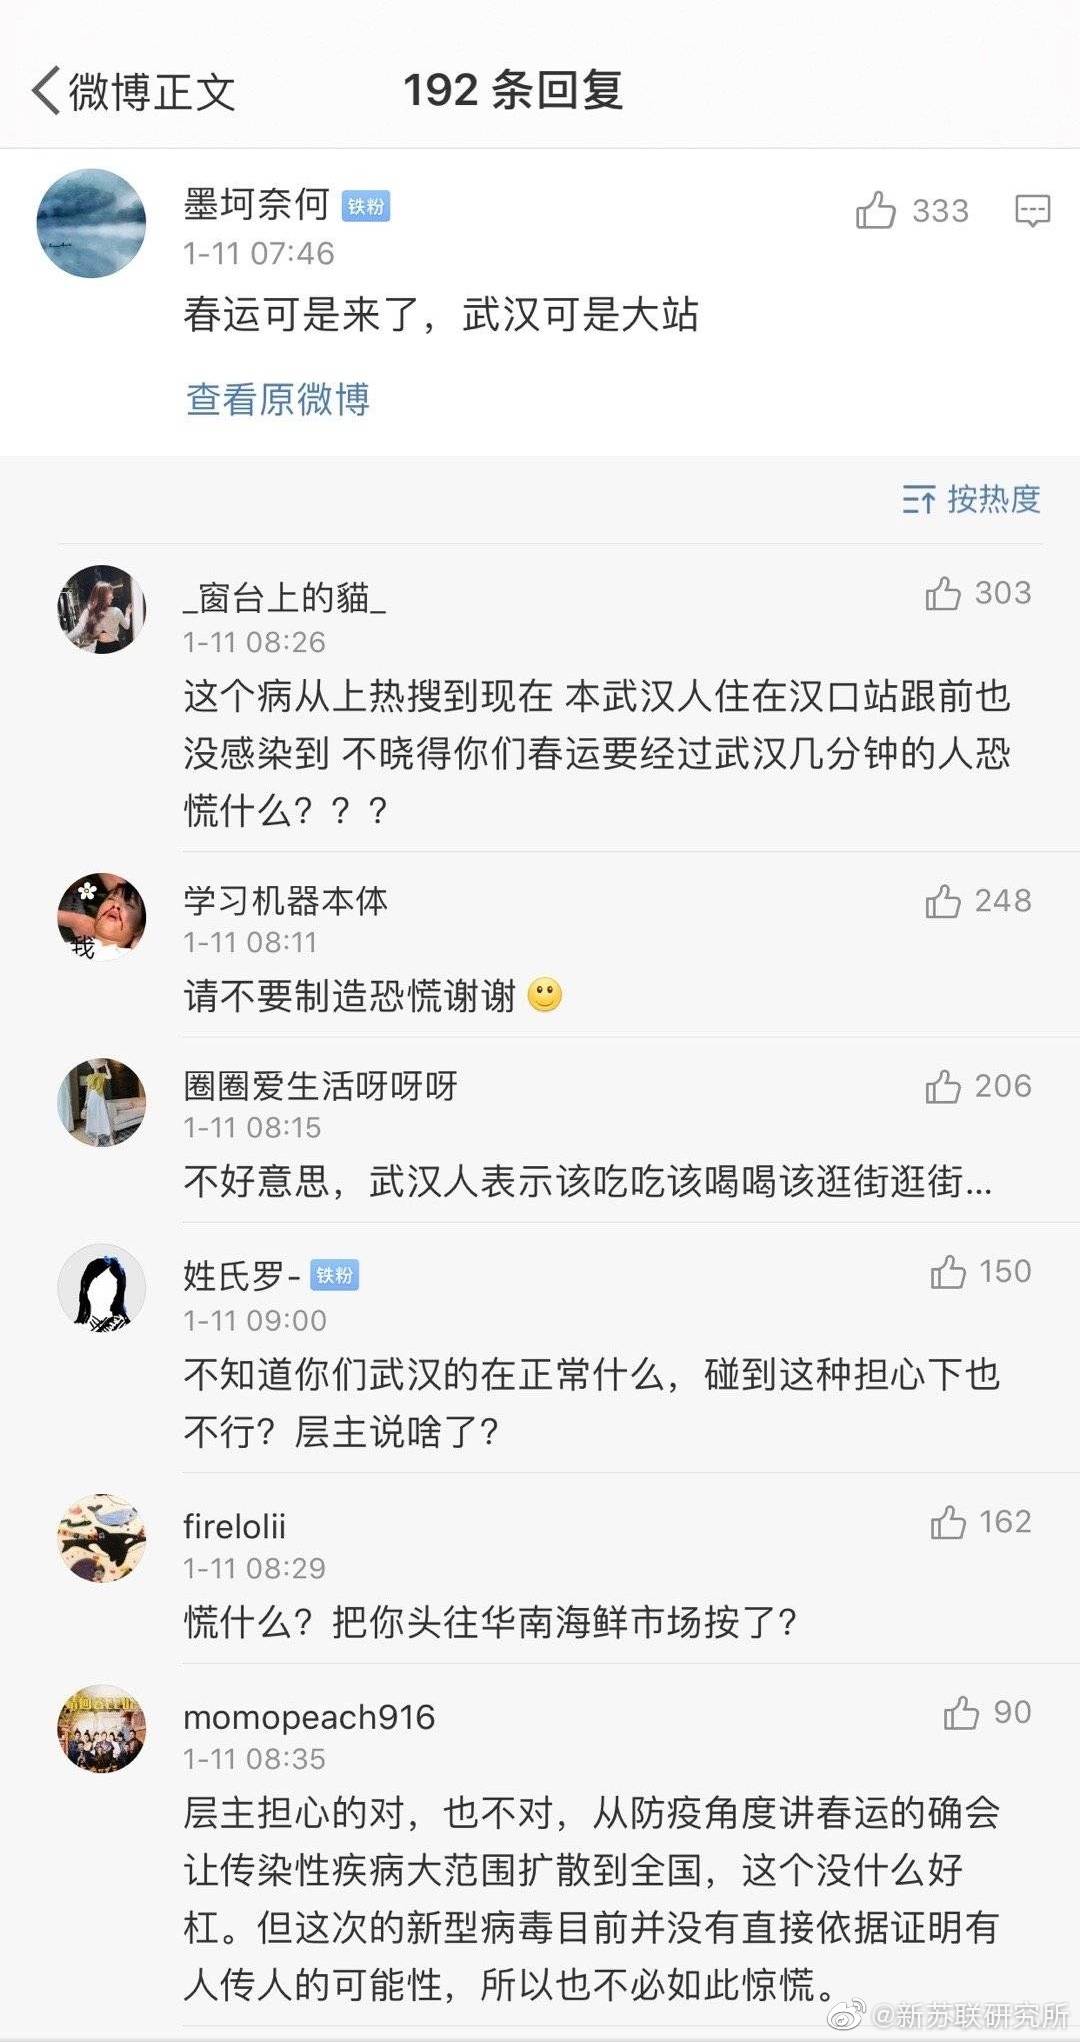 微博正文
192 条回复
墨坷奈何 铁粉
333
1-11 07:46
春运可是来了，武汉可是大站
查看原微博
按热度
_窗台上的貓_
303
1-11 08:26
这个病从上热搜到现在 本武汉人住在汉口站跟前也
没感染到 不晓得你们春运要经过武汉几分钟的人恐
慌什么？？？
学习机器本体
248
1-11 08:11
请不要制造恐慌谢谢
我
圈圈爱生活呀呀呀
206
1-11 08:15
不好意思，武汉人表示该吃吃该喝喝该逛街逛街...
姓氏罗- 铁粉
150
1-11 09:00
不知道你们武汉的在正常什么，碰到这种担心下也
不行？层主说啥了？
firelolii
162
1-11 08:29
慌什么？把你头往华南海鲜市场按了？
momopeach916
90
1-11 08:35
层主担心的对，也不对，从防疫角度讲春运的确会
让传染性疾病大范围扩散到全国，这个没什么好
杠。但这次的新型病毒目前并没有直接依据证明有
人传人的可能性，所以也不必如此惊慌。
@新苏联研究所